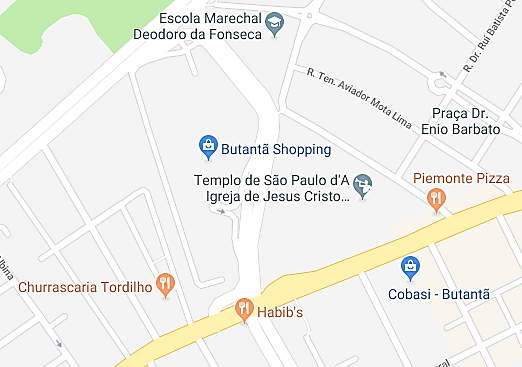 Escola Marechal
Deodoro da Fonseca
R. Dr. Rui Batista P
R. Ten. Aviador Mota Lima
Praça Dr.
Enio Barbato
Butantã Shopping
Templo de São Paulo d'A
Igreja de Jesus Cristo...
Piemonte Pizza
Albina
Churrascaria Tordilho
Cobasi - Butantã
Habib's